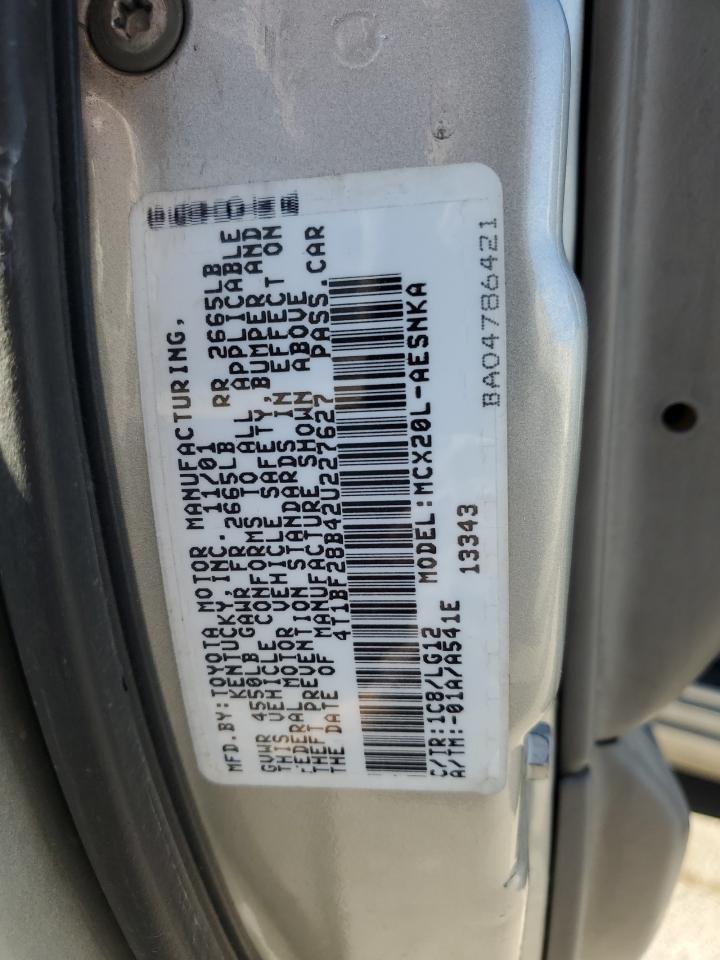 MFD.BY:TOYOTA MOTOR MANUFACTURING,
KENTUCKY, INC. 11/01
GVWR 4550LB GAWR FR 2665LB RR 2665LB
THIS VEHICLE CONFORMS TO ALL APPLICABLE
FEDERAL MOTOR VEHICLE SAFETY, BUMPER AND
THEFT PREVENTION STANDARDS IN EFFECT ON
THE DATE OF MANUFACTURE SHOWN ABOVE
4T1BF28B42U227627 PASS.CAR
MODEL:MCX20L-AESNKA
C/TR:1C8/LG12
A/TM:-01A/A541E 13343
BA04786421